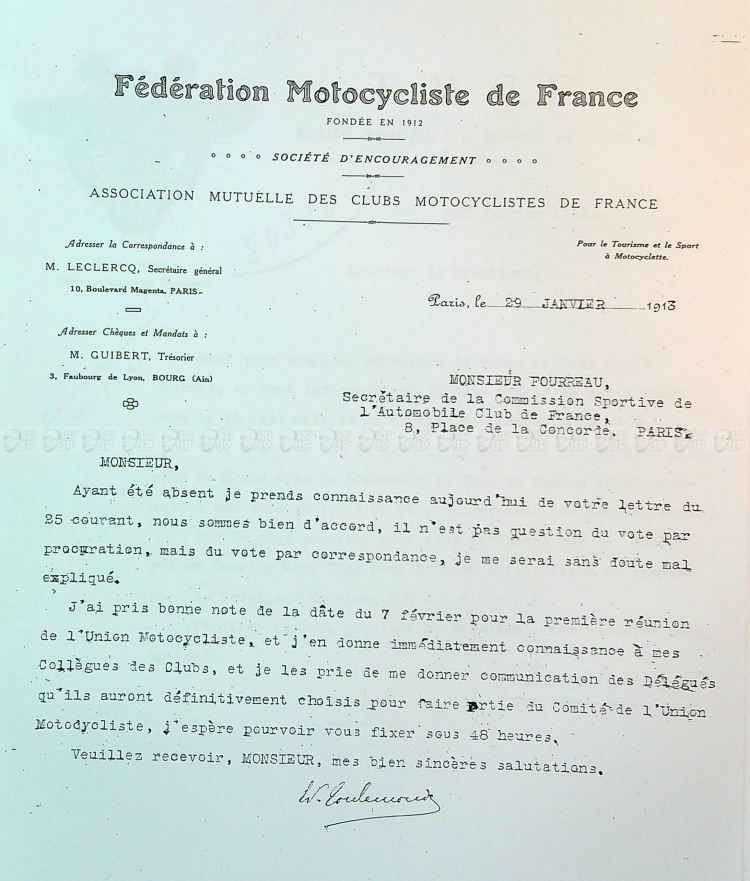 Fédération Motocycliste de France
FONDÉE EN 1912
SOCIÉTÉ D'ENCOURAGEMENT
ASSOCIATION MUTUELLE DES CLUBS MOTOCYCLISTES DE FRANCE
Adresser la Correspondance à :
M. LECLERCQ, Secrétaire général
10, Boulevard Magenta, PARIS
Adresser Chèques et Mandats à :
M. GUIBERT, Trésorier
3, Faubourg de Lyon, BOURG (Ain)
Pour le Tourisme et le Sport
à Motocyclette.
Paris, le 29 JANVIER 1913
MONSIEUR FOURREAU,
Secrétaire de la Commission Sportive de
l'Automobile Club de France,
8, Place de la Concorde. PARIS.
MONSIEUR,
Ayant été absent je prends connaissance aujourd'hui de votre lettre du
25 courant, nous sommes bien d'accord, il n'est pas question du vote par
procuration, mais du vote par correspondance, je me serai sans doute mal
expliqué.
J'ai pris bonne note de la dâte du 7 février pour la première réunion
de l'Union Motocycliste, et j'en donne immédiatement connaissance à mes
Collègues des Clubs, et je les prie de me donner communication des Délégués
qu'ils auront définitivement choisis pour faire prtie du Comité de l'Union
Motocycliste, j'espère pourvoir vous fixer sous 48 heures.
Veuillez recevoir, MONSIEUR, mes bien sincères salutations.